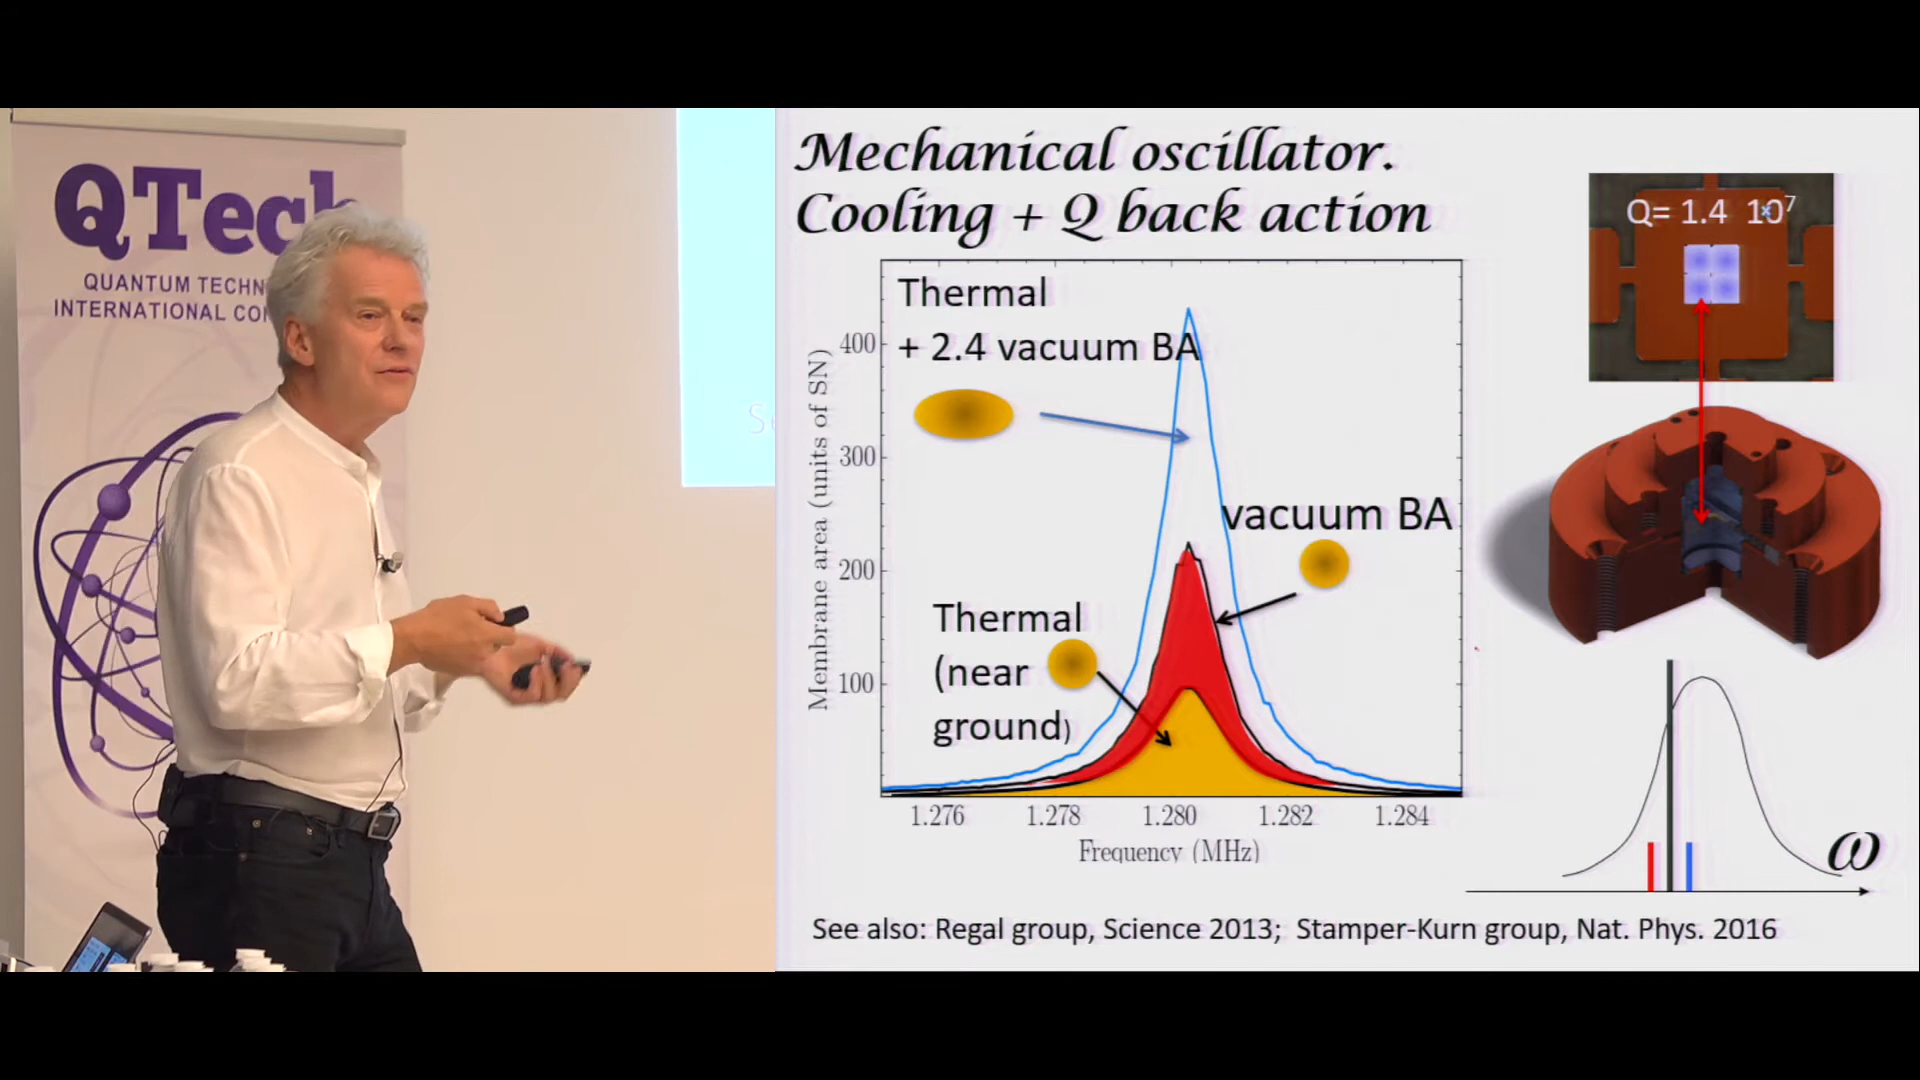 QTech
QUANTUM TECHN
INTERNATIONAL CON
Se
Mechanical oscillator.
Cooling + Q back action
Q= 1.4 10⁷
Thermal
+ 2.4 vacuum BA
vacuum BA
Thermal
(near
ground)
Membrane area (units of SN)
400
300
200
100
1.276 1.278 1.280 1.282 1.284
Frequency (MHz)
ω
See also: Regal group, Science 2013; Stamper-Kurn group, Nat. Phys. 2016